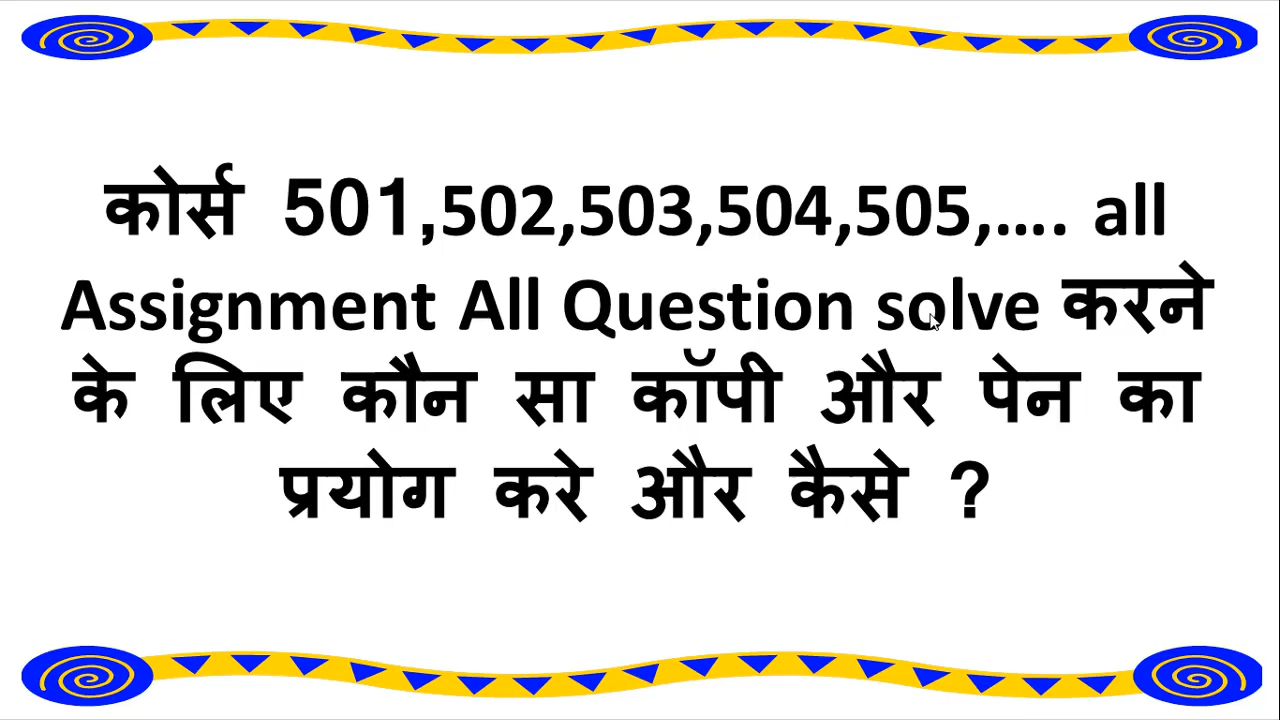 कोर्स 501,502,503,504,505,.... all
Assignment All Question solve करने
के लिए कौन सा कॉपी और पेन का
प्रयोग करे और कैसे ?